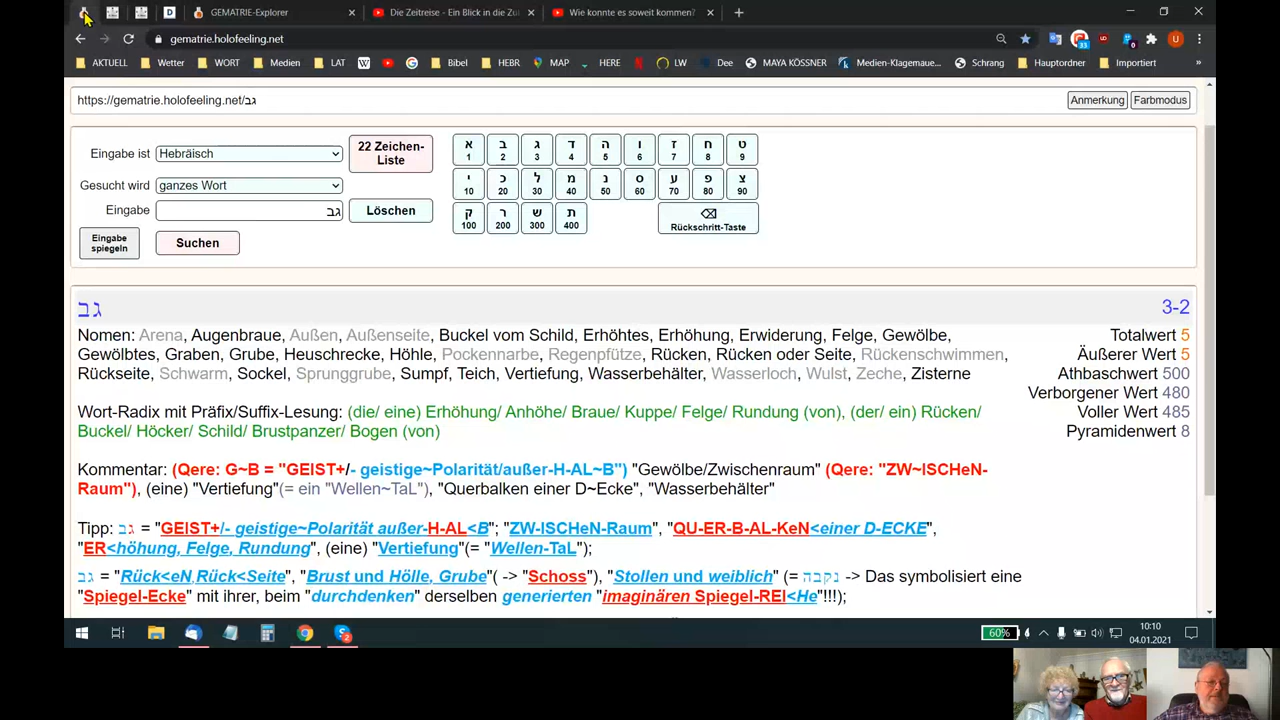 GEMATRIE-Explorer × Die Zeitreise - Ein Blick in die Zu × Wie konnte es soweit kommen? × +
gematrie.holofeeling.net
AKTUELL Wetter WORT Medien LAT YouTube Bibel HEBR MAP HERE LW Dee MAYA KÖSSNER Medien-Klagemaue... Schrang Hauptordner Importiert »
https://gematrie.holofeeling.net/גב Anmerkung Farbmodus
Eingabe ist Hebräisch 22 Zeichen-Liste
Gesucht wird ganzes Wort
Eingabe גב Löschen
Eingabe spiegeln Suchen
א ב ג ד ה ו ז ח ט
1 2 3 4 5 6 7 8 9
י כ ל מ נ ס ע פ צ
10 20 30 40 50 60 70 80 90
ק ר ש ת
100 200 300 400 Rückschritt-Taste
גב 3-2
Nomen: Arena, Augenbraue, Außen, Außenseite, Buckel vom Schild, Erhöhtes, Erhöhung, Erwiderung, Felge, Gewölbe, Totalwert 5
Gewölbtes, Graben, Grube, Heuschrecke, Höhle, Pockennarbe, Regenpfütze, Rücken, Rücken oder Seite, Rückenschwimmen, Äußerer Wert 5
Rückseite, Schwarm, Sockel, Sprunggrube, Sumpf, Teich, Vertiefung, Wasserbehälter, Wasserloch, Wulst, Zeche, Zisterne Athbaschwert 500
Verborgener Wert 480
Wort-Radix mit Präfix/Suffix-Lesung: (die/ eine) Erhöhung/ Anhöhe/ Braue/ Kuppe/ Felge/ Rundung (von), (der/ ein) Rücken/ Voller Wert 485
Buckel/ Höcker/ Schild/ Brustpanzer/ Bogen (von) Pyramidenwert 8
Kommentar: (Qere: G~B = "GEIST+/- geistige~Polarität/außer-H-AL~B") "Gewölbe/Zwischenraum" (Qere: "ZW~ISCHeN-
Raum"), (eine) "Vertiefung"(= ein "Wellen~TaL"), "Querbalken einer D~Ecke", "Wasserbehälter"
Tipp: גב = "GEIST+/- geistige~Polarität außer-H-AL<B"; "ZW-ISCHeN-Raum", "QU-ER-B-AL-KeN<einer D-ECKE",
"ER<höhung, Felge, Rundung", (eine) "Vertiefung"(= "Wellen-TaL");
גב = "Rück<eN,Rück<Seite", "Brust und Hölle, Grube"( -> "Schoss"), "Stollen und weiblich" (= נקבה -> Das symbolisiert eine
"Spiegel-Ecke" mit ihrer, beim "durchdenken" derselben generierten "imaginären Spiegel-REI<He"!!!);
60% 10:10
04.01.2021